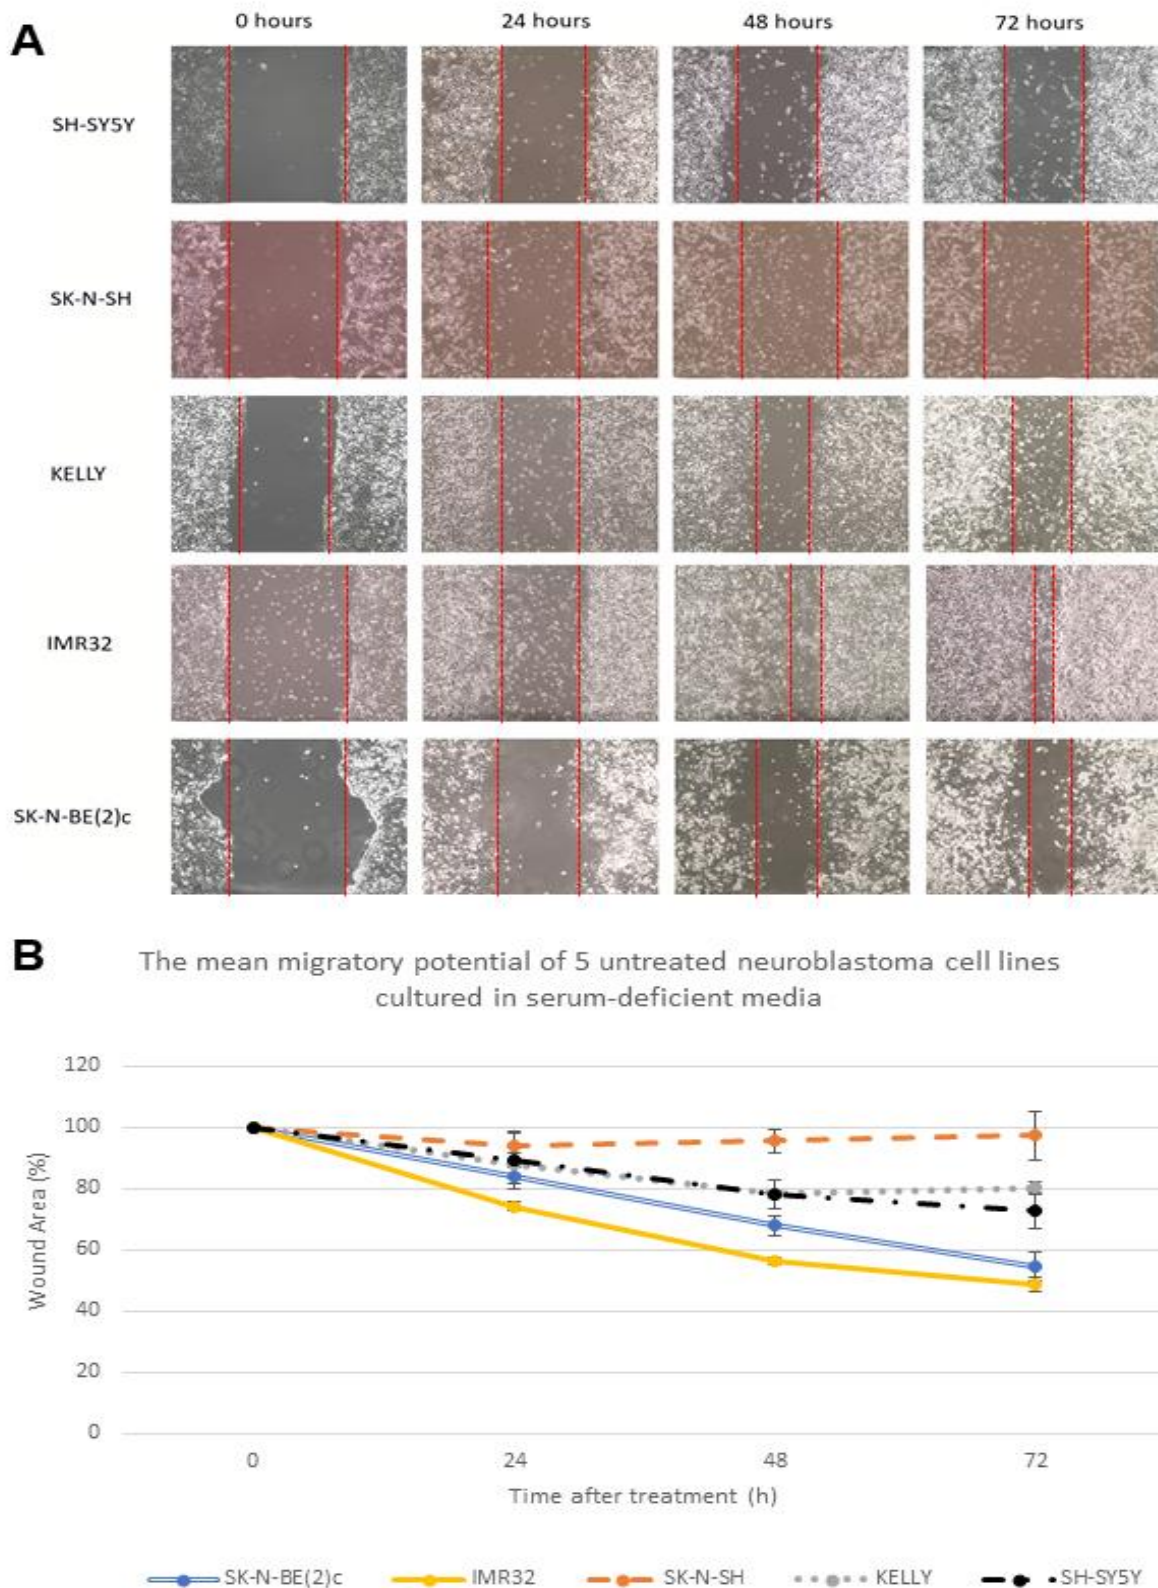 A
0 hours 24 hours 48 hours 72 hours
SH-SY5Y
SK-N-SH
KELLY
IMR32
SK-N-BE(2)c
B
The mean migratory potential of 5 untreated neuroblastoma cell lines
cultured in serum-deficient media
Wound Area (%)
120
100
80
60
40
20
0
0 24 48 72
Time after treatment (h)
SK-N-BE(2)c IMR32 SK-N-SH KELLY SH-SY5Y